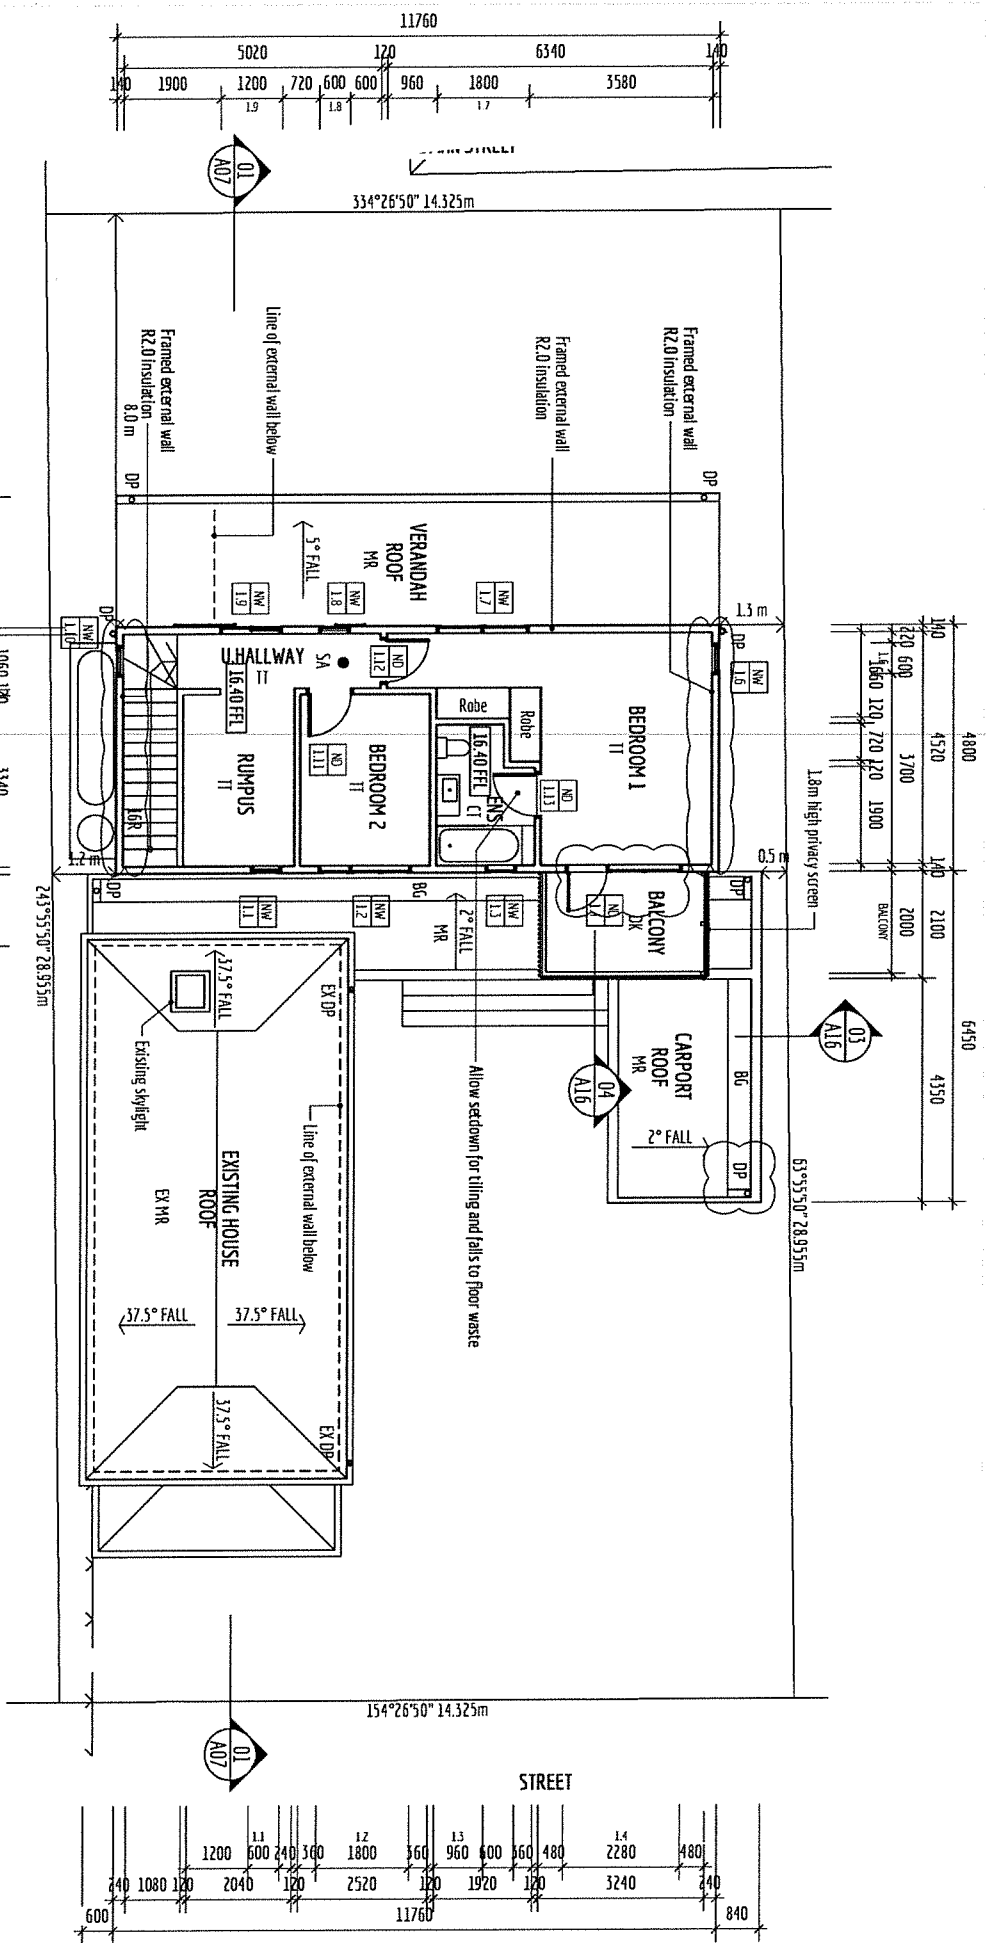 11760
5020 120 6340 140
140 1900 1200 720 600 600 960 1800 3580
1.9 1.8 1.7
01
A07
STREET
334°26'50" 14.325m
Line of external wall below
Framed external wall
R2.0 insulation
8.0 m
Framed external wall
R2.0 insulation
Framed external wall
R2.0 insulation
DP
DP
VERANDAH
ROOF
MR
5° FALL
NW
1.9
NW
1.8
NW
1.7
1.3 m
DP
NW
1.6
DP
NW
1.10
U.HALLWAY
TT
SA
ND
1.12
16.40 FFL
RUMPUS
TT
ND
1.11
BEDROOM 2
TT
Robe
Robe
16.40 FFL
ENS
CT
ND
1.13
BEDROOM 1
TT
16R
1.2 m
0.5 m
1.8m high privacy screen
140
220 600
1.6
1660 120 720 120 1900
4520
3700
4800
140
BALCONY
2000
2100
4350
6450
DP
BG
NW
1.1
NW
1.2
NW
1.3
2° FALL
MR
ND
BALCONY
DK
DP
243°55'50" 28.955m
1060 120
3340
37.5° FALL
EX DP
Existing skylight
Line of external wall below
EXISTING HOUSE
ROOF
EX MR
37.5° FALL
37.5° FALL
37.5° FALL
EX DP
Allow setdown for tilling and falls to floor waste
CARPORT
ROOF
MR
BG
2° FALL
DP
03
A16
04
A16
63°55'50" 28.955m
154°26'50" 14.325m
01
A07
STREET
1.1 1.2 1.3 1.4
1200 600 240 360 1800 360 960 600 360 480 2280 480
240 1080 120 2040 120 2520 120 1920 120 3240 240
600 11760 840